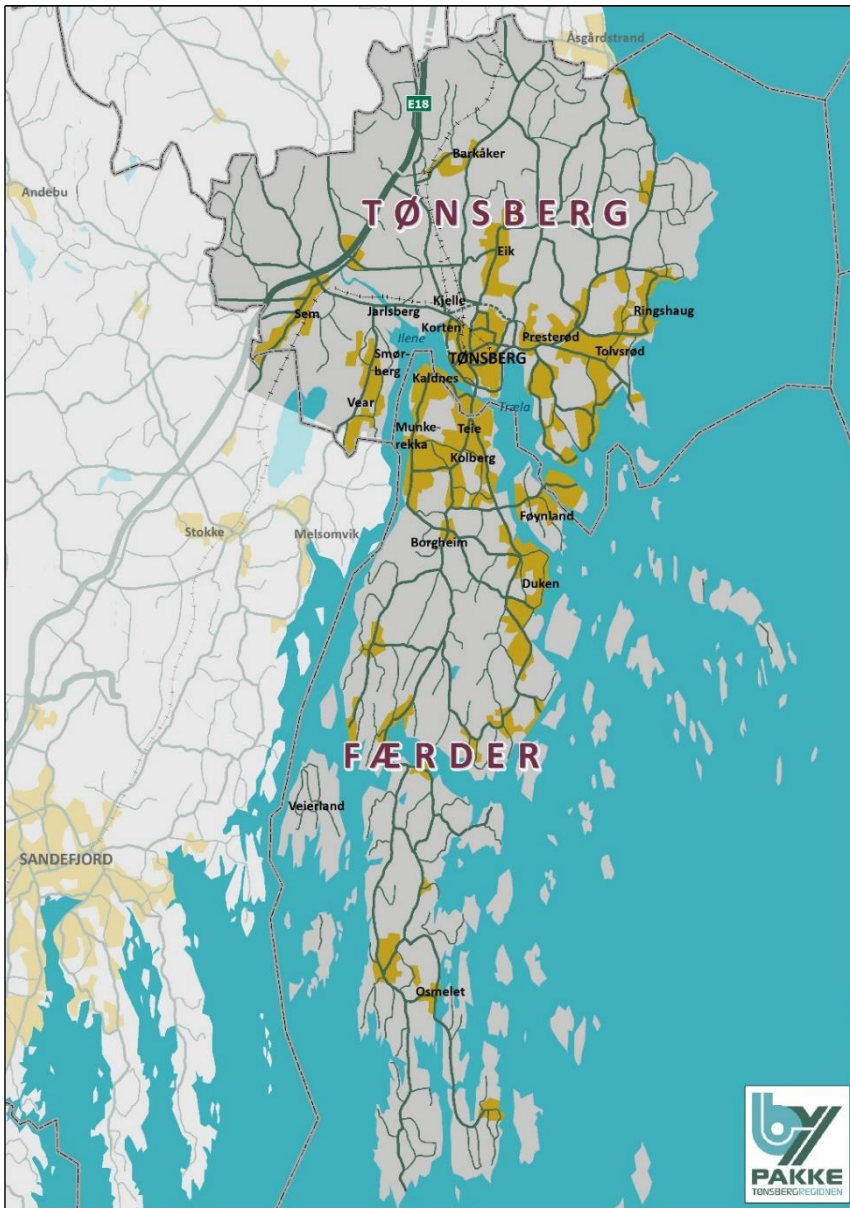 Åsgårdstrand
E18
Barkåker
Andebu
TØNSBERG
Eik
Kjelle
Ringshaug
Sem
Jarlsberg
Korten
Ilene
Presterød
Smør-
berg
TØNSBERG
Tolvsrød
Kaldnes
Vear
Træla
Munke-
rekka
Teie
Kolberg
Føynland
Stokke
Melsomvik
Borgheim
Duken
FÆRDER
Veierland
SANDEFJORD
Osmelet
by
PAKKE
TØNSBERGREGIONEN